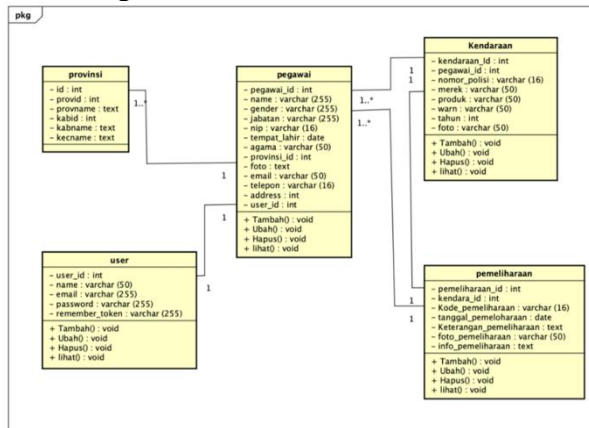 pkg
provinsi
- id : int
- provid : int
- provname : text
- kabid : int
- kabname : text
- kecname : text
1..*
1
pegawai
- pegawai_id : int
- name : varchar (255)
- gender : varchar (255)
- jabatan : varchar (255)
- nip : varchar (16)
- tempat_lahir : date
- agama : varchar (50)
- provinsi_id : int
- foto : text
- email : varchar (50)
- telepon : varchar (16)
- address : int
- user_id : int
+ Tambah() : void
+ Ubah() : void
+ Hapus() : void
+ lihat() : void
1
1..*
1..*
1
1
Kendaraan
- kendaraan_Id : int
- pegawai_id : int
- nomor_polisi : varchar (16)
- merek : varchar (50)
- produk : varchar (50)
- warn : varchar (50)
- tahun : int
- foto : varchar (50)
+ Tambah() : void
+ Ubah() : void
+ Hapus() : void
+ lihat() : void
user
- user_id : int
- name : varchar (50)
- email : varchar (255)
- password : varchar (255)
- remember_token : varchar (255)
+ Tambah() : void
+ Ubah() : void
+ Hapus() : void
+ lihat() : void
1
1
1
pemeliharaan
- pemeliharaan_id : int
- kendara_id : int
- Kode_pemeliharaan : varchar (16)
- tanggal_pemeloharaan : date
- Keterangan_pemeliharaan : text
- foto_pemeliharaan : varchar (50)
- info_pemeliharaan : text
+ Tambah() : void
+ Ubah() : void
+ Hapus() : void
+ lihat() : void